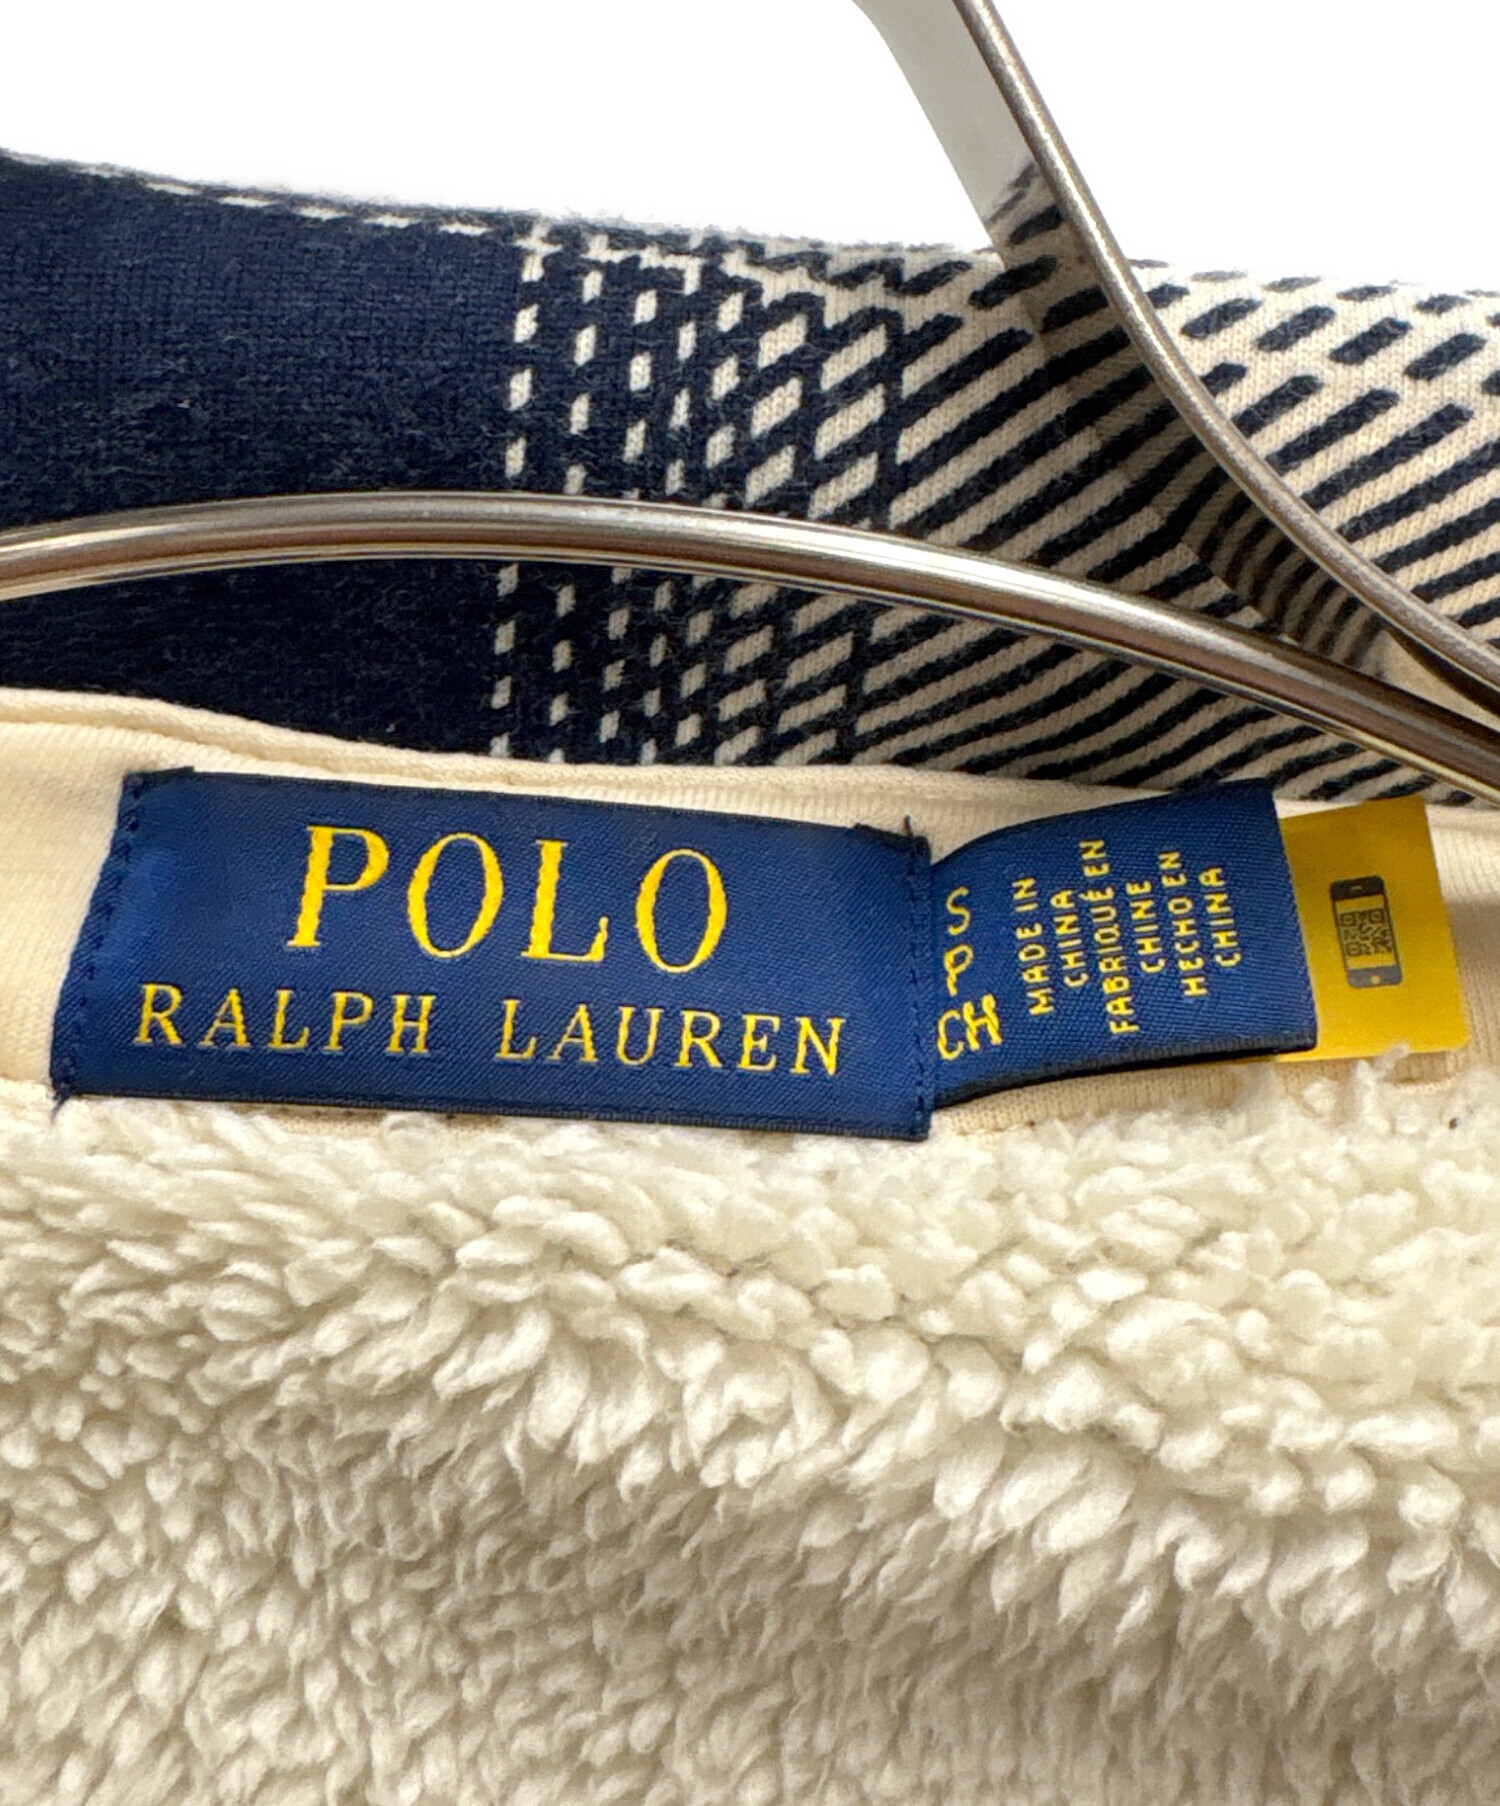 POLO
RALPH LAUREN
S
P
CH
MADE IN
CHINA
FABRIQUÉ EN
CHINE
HECHO EN
CHINA